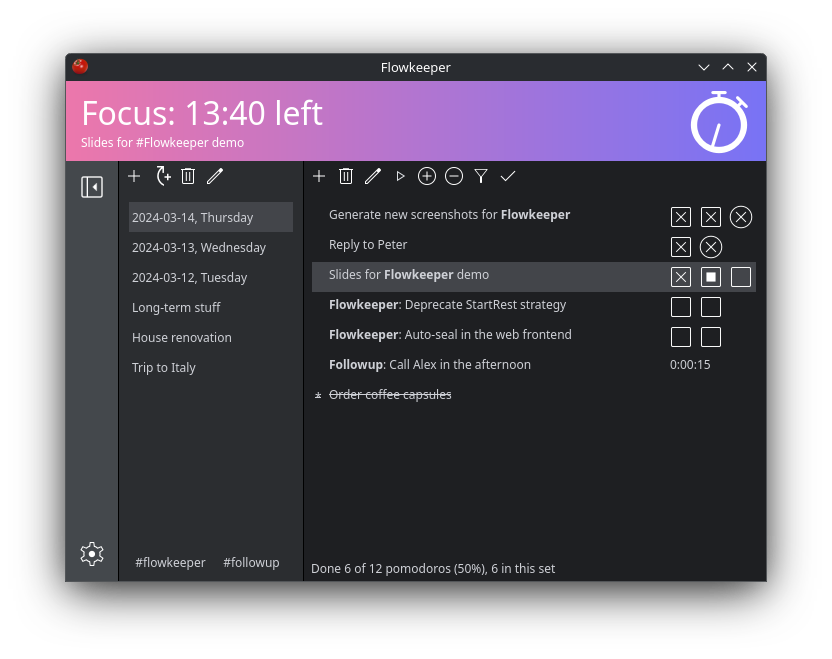 Flowkeeper
Focus: 13:40 left
Slides for #Flowkeeper demo
2024-03-14, Thursday
2024-03-13, Wednesday
2024-03-12, Tuesday
Long-term stuff
House renovation
Trip to Italy
#flowkeeper #followup
Generate new screenshots for Flowkeeper
Reply to Peter
Slides for Flowkeeper demo
Flowkeeper: Deprecate StartRest strategy
Flowkeeper: Auto-seal in the web frontend
Followup: Call Alex in the afternoon 0:00:15
Order coffee capsules
Done 6 of 12 pomodoros (50%), 6 in this set